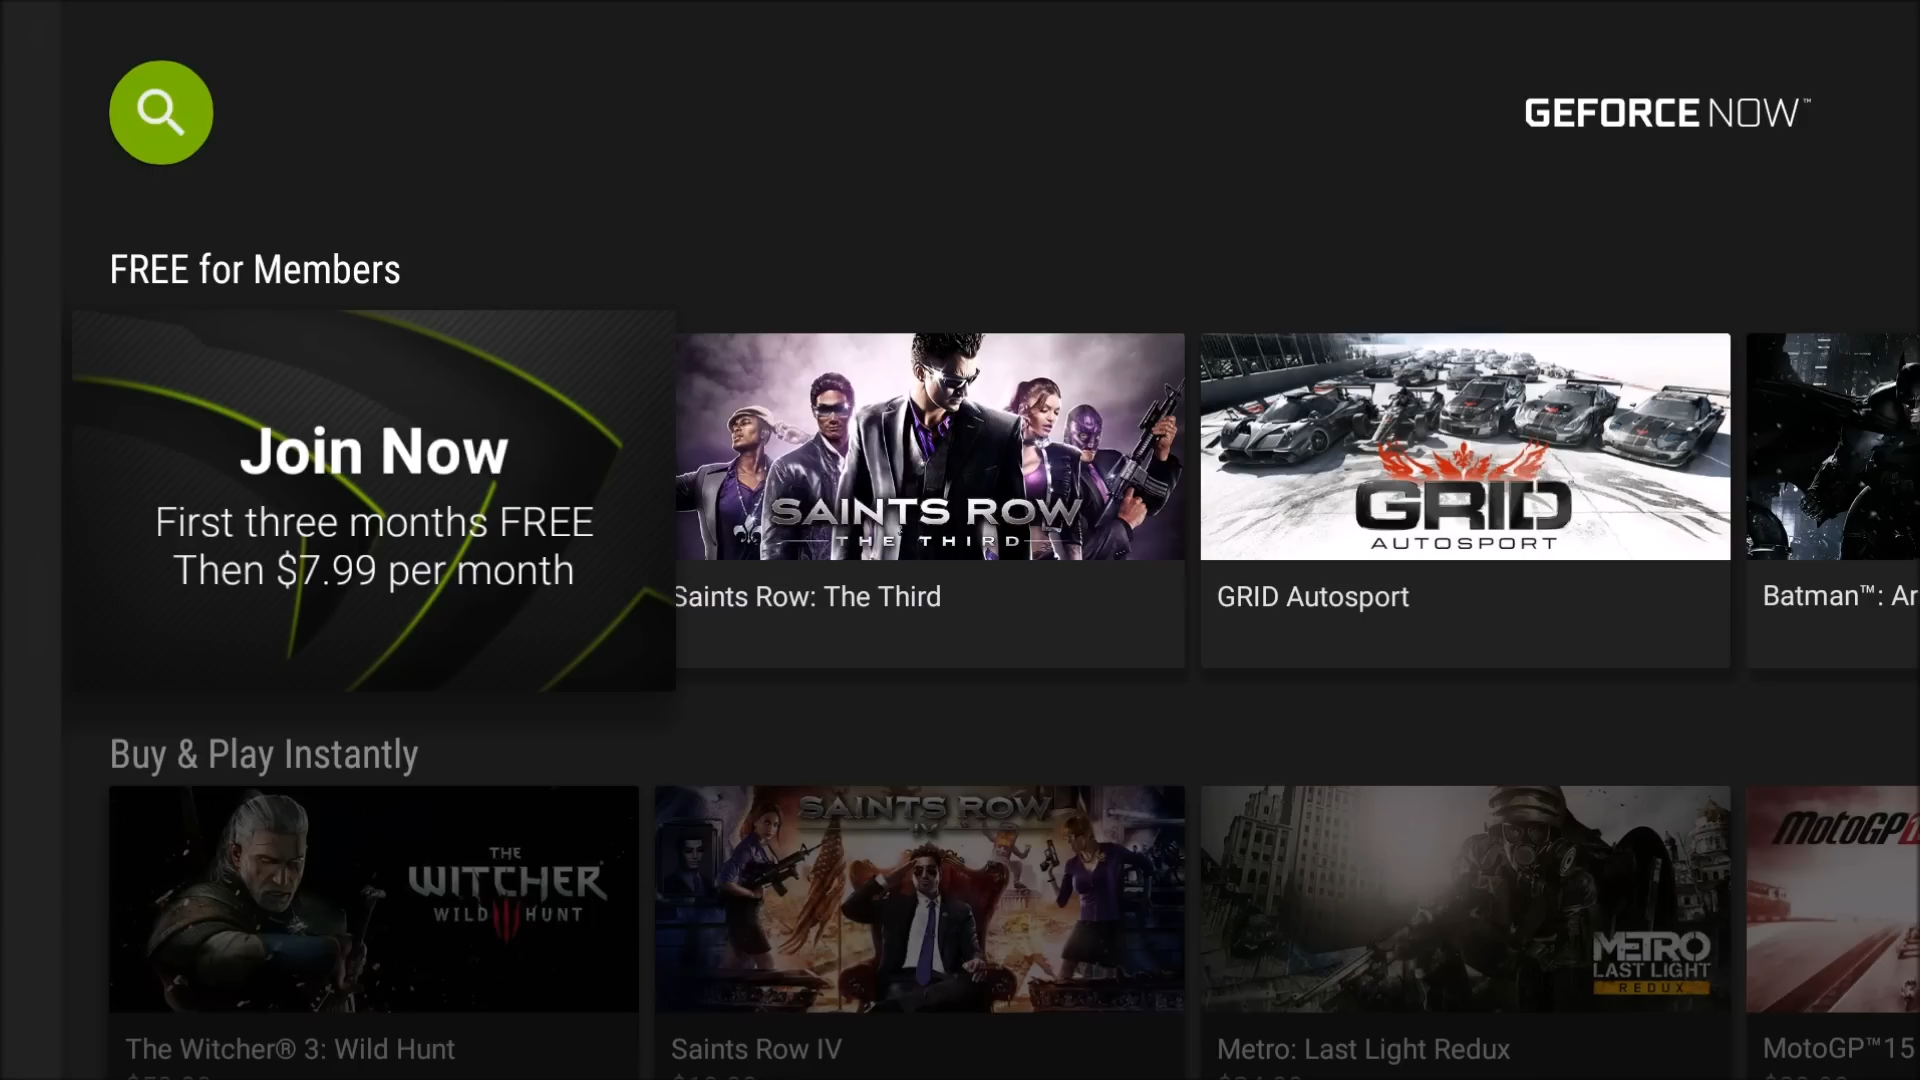 GEFORCE NOW™
FREE for Members
Join Now
First three months FREE
Then $7.99 per month
SAINTS ROW
THE THIRD
Saints Row: The Third
GRID
AUTOSPORT
GRID Autosport
Batman™: Ar
Buy & Play Instantly
THE
WITCHER
WILD III HUNT
The Witcher® 3: Wild Hunt
SAINTS ROW
IV
Saints Row IV
METRO
LAST LIGHT
REDUX
Metro: Last Light Redux
MotoGP1
MotoGP™15